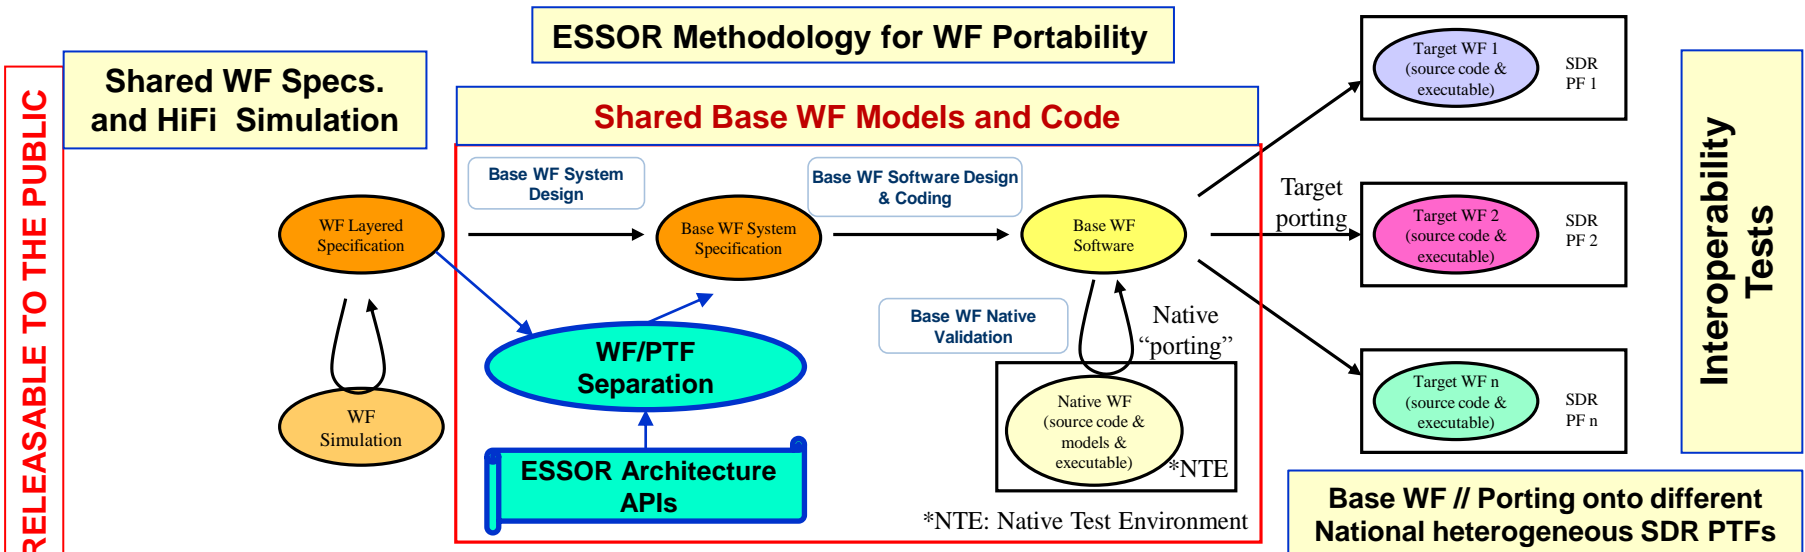 ESSOR Methodology for WF Portability
RELEASABLE TO THE PUBLIC
Shared WF Specs.
and HiFi Simulation
Shared Base WF Models and Code
Base WF System
Design
Base WF Software Design
& Coding
WF Layered
Specification
Base WF System
Specification
Base WF
Software
WF
Simulation
WF/PTF
Separation
ESSOR Architecture
APIs
Base WF Native
Validation
Native
“porting”
Native WF
(source code &
models &
executable)
*NTE
*NTE: Native Test Environment
Target
porting
Target WF 1
(source code &
executable)
SDR
PF 1
Target WF 2
(source code &
executable)
SDR
PF 2
Target WF n
(source code &
executable)
SDR
PF n
Interoperability
Tests
Base WF // Porting onto different
National heterogeneous SDR PTFs